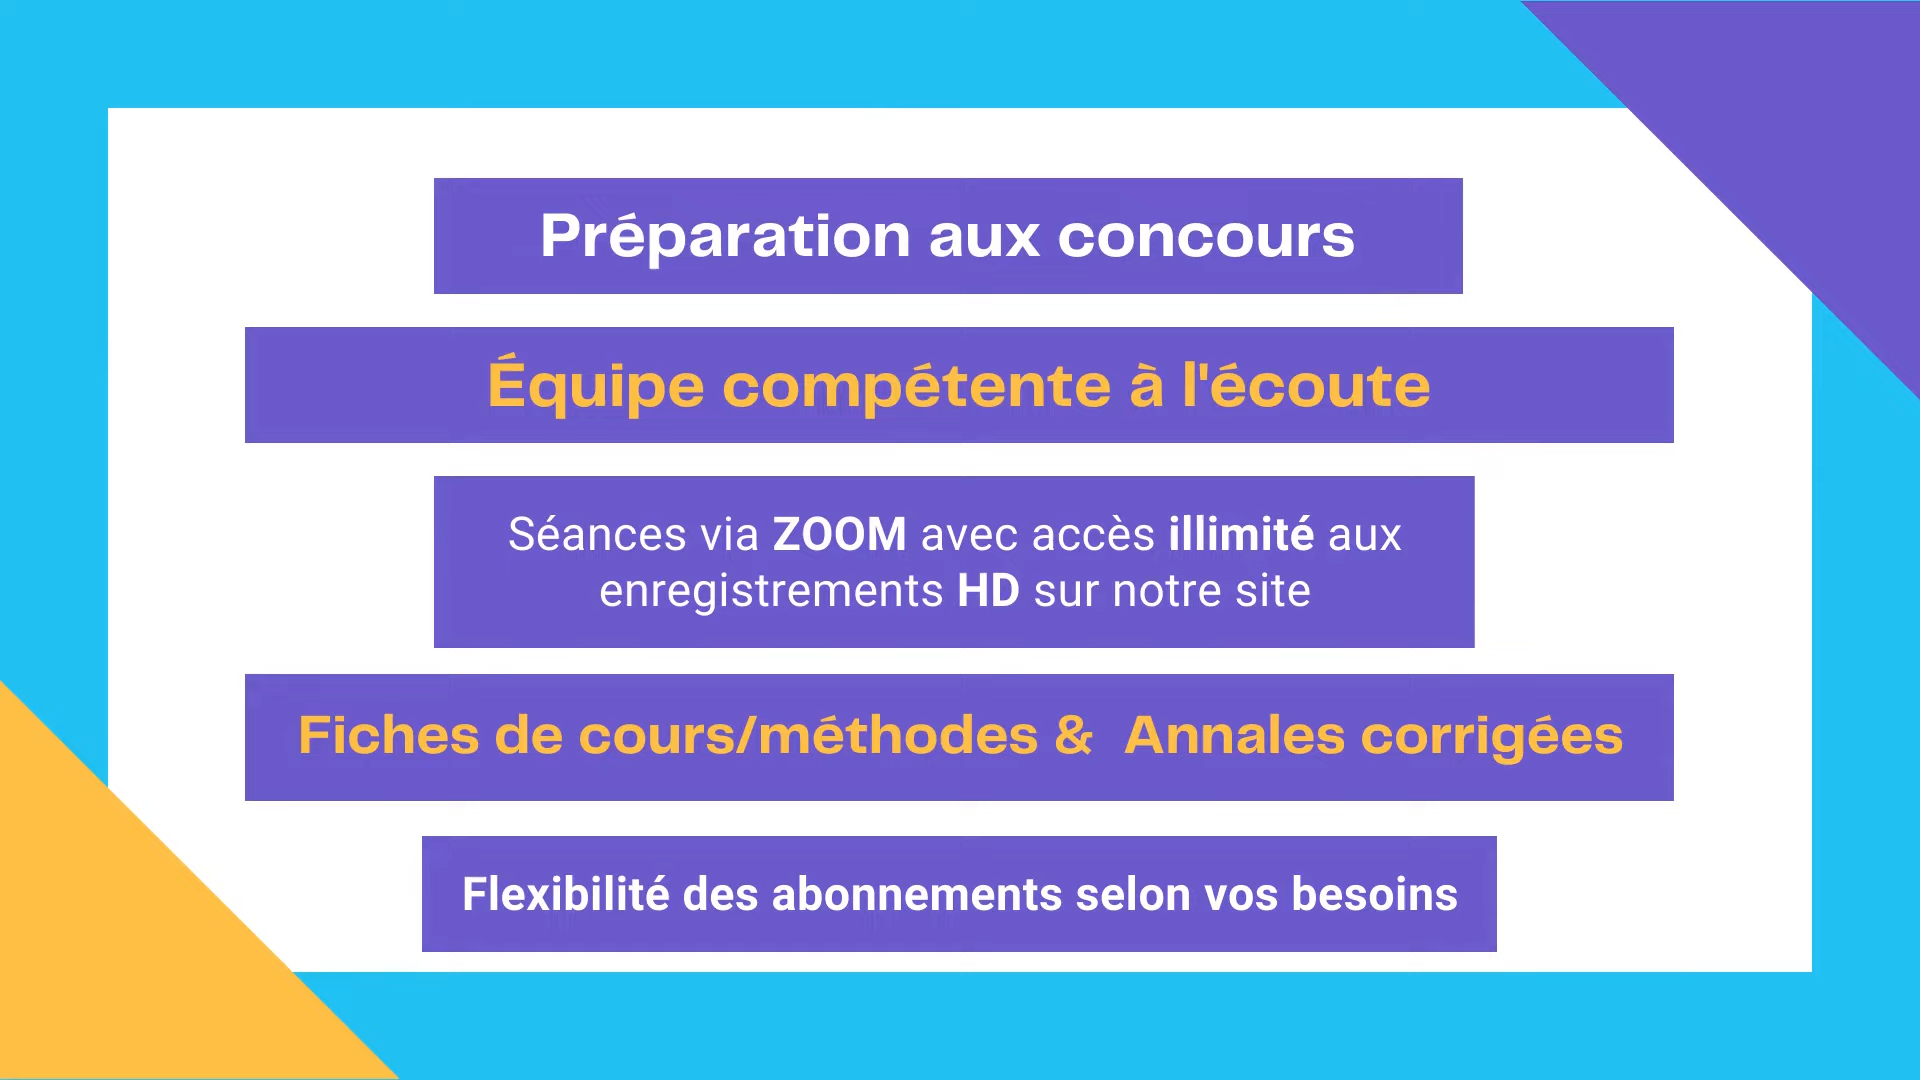 Préparation aux concours
Équipe compétente à l'écoute
Séances via ZOOM avec accès illimité aux
enregistrements HD sur notre site
Fiches de cours/méthodes &  Annales corrigées
Flexibilité des abonnements selon vos besoins